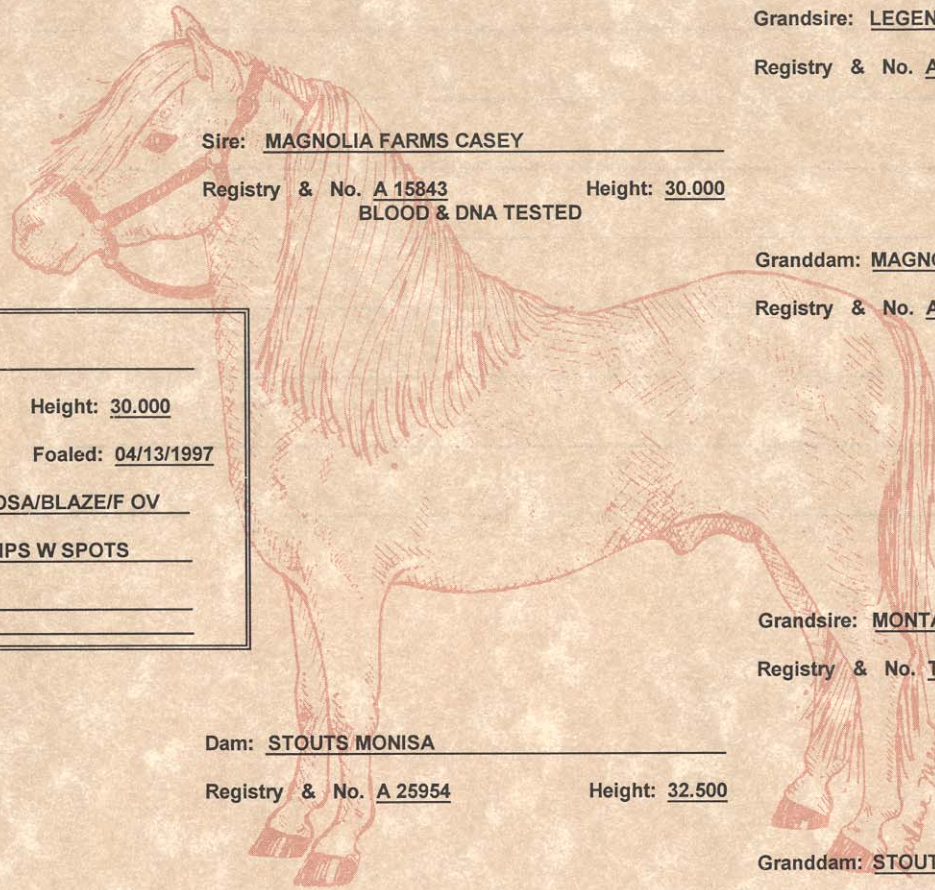 Grandsire: LEGEN
Registry & No. A
Sire: MAGNOLIA FARMS CASEY
Registry & No. A 15843 Height: 30.000
BLOOD & DNA TESTED
Granddam: MAGNO
Registry & No. A
Height: 30.000
Foaled: 04/13/1997
OSA/BLAZE/F OV
IPS W SPOTS
Grandsire: MONTA
Registry & No. T
Dam: STOUTS MONISA
Registry & No. A 25954 Height: 32.500
Granddam: STOUT